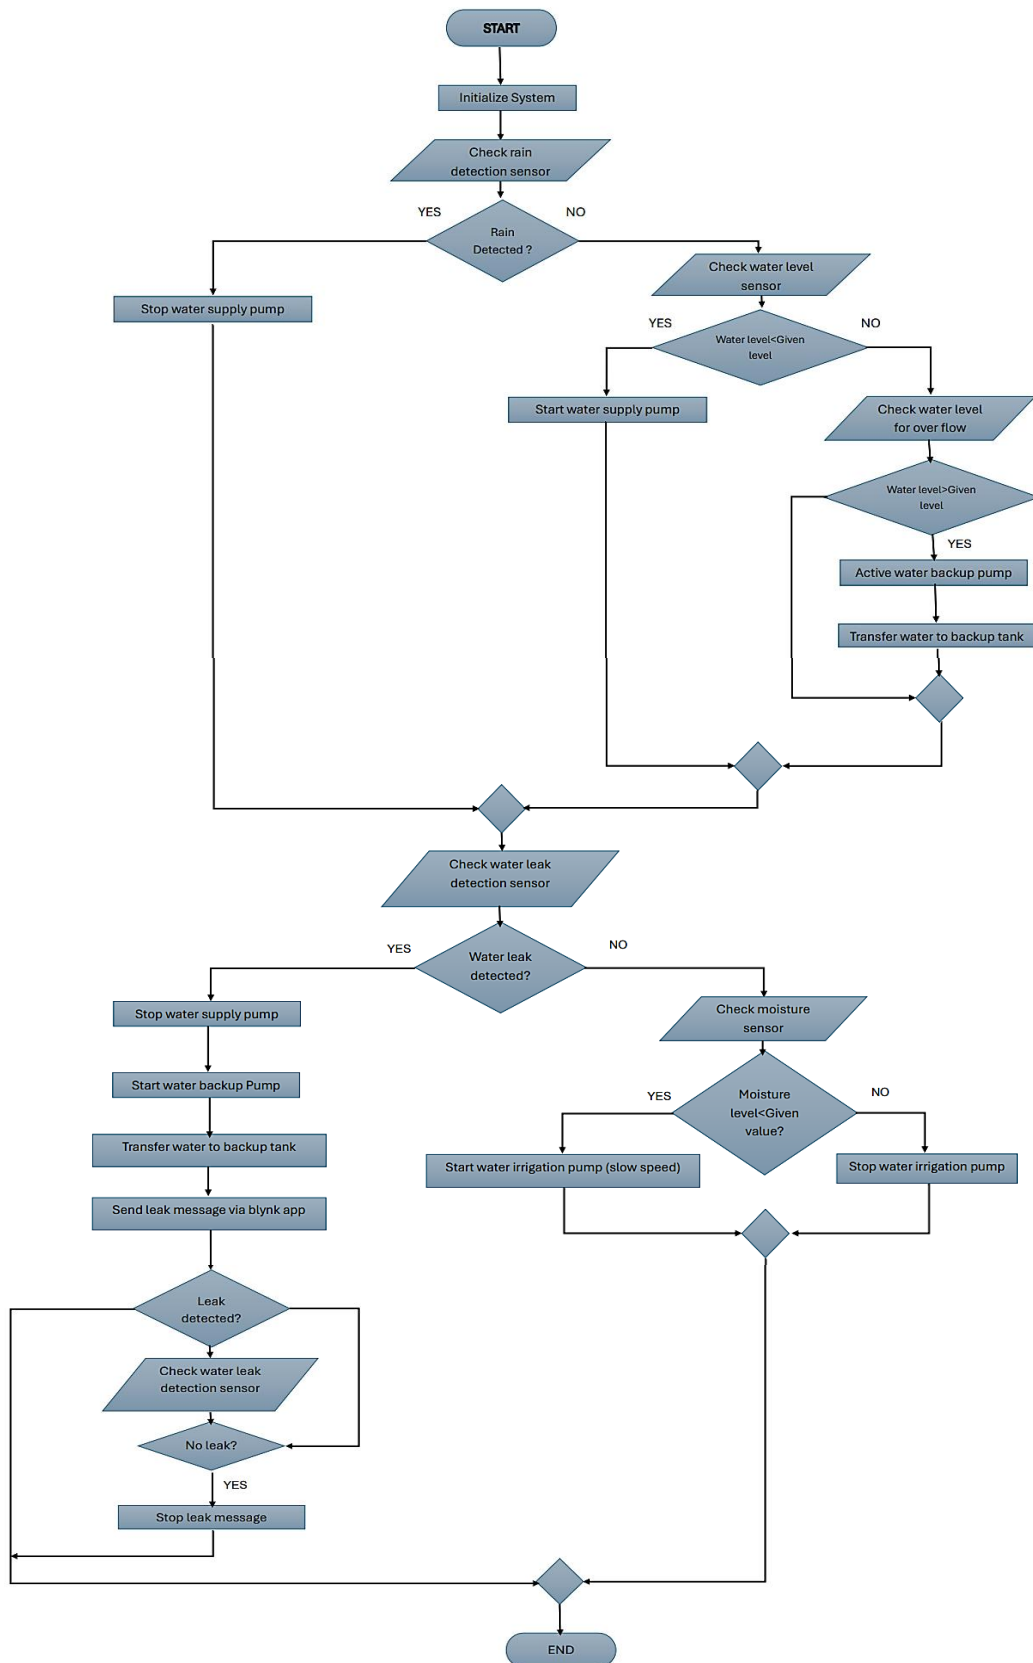 START
Initialize System
Check rain
detection sensor
YES
NO
Rain
Detected ?
Check water level
sensor
Stop water supply pump
YES
NO
Water level<Given
level
Start water supply pump
Check water level
for over flow
Water level>Given
level
YES
Active water backup pump
Transfer water to backup tank
Check water leak
detection sensor
YES
NO
Water leak
detected?
Stop water supply pump
Check moisture
sensor
Start water backup Pump
YES
NO
Moisture
level<Given
value?
Transfer water to backup tank
Start water irrigation pump (slow speed)
Stop water irrigation pump
Send leak message via blynk app
Leak
detected?
Check water leak
detection sensor
No leak?
YES
Stop leak message
END